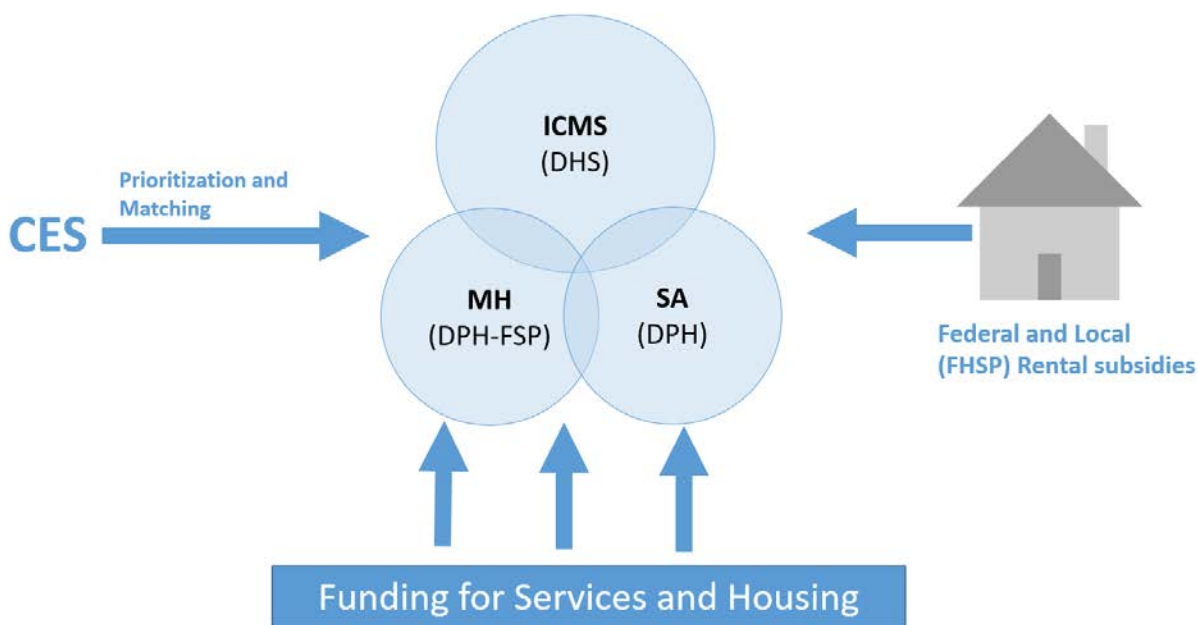 ICMS
(DHS)
Prioritization and
Matching
CES
MH
(DPH-FSP)
SA
(DPH)
Federal and Local
(FHSP) Rental subsidies
Funding for Services and Housing